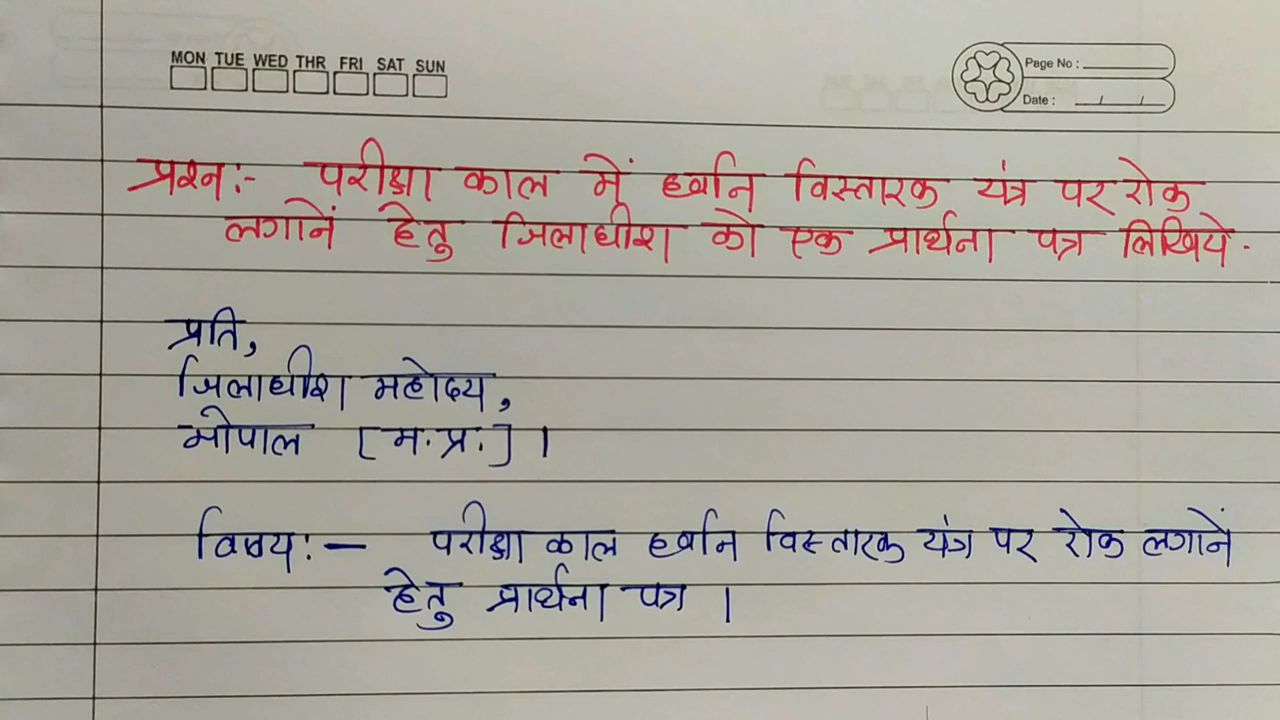 MON TUE WED THR FRI SAT SUN
Page No :
Date : / /
प्रश्न:- परीक्षा काल में ध्वनि विस्तारक यंत्र पर रोक
लगानें हेतु जिलाधीश को एक प्रार्थना पत्र लिखिये.
प्रति,
जिलाधीश महोदय,
भोपाल [म.प्र.] ।
विषय:— परीक्षा काल ध्वनि विस्तारक यंत्र पर रोक लगानें
हेतु प्रार्थना पत्र ।